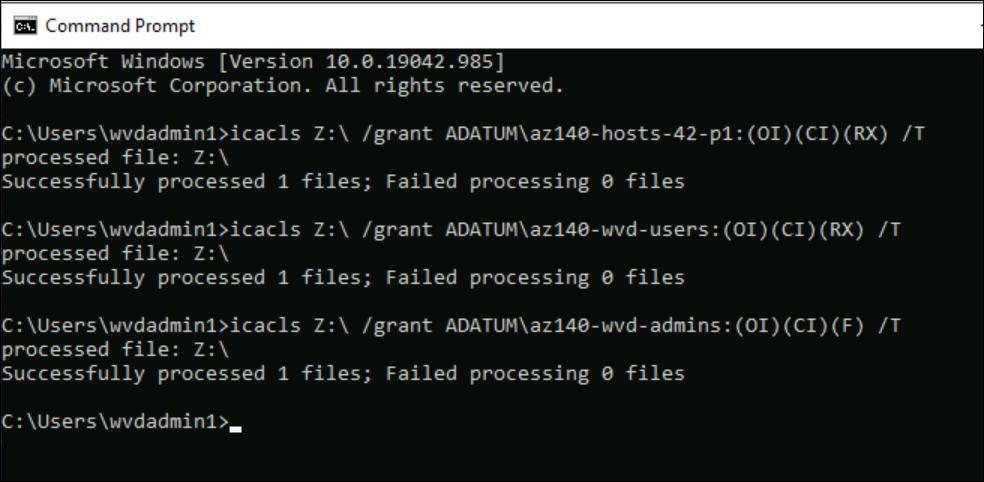 Command Prompt
Microsoft Windows [Version 10.0.19042.985]
(c) Microsoft Corporation. All rights reserved.
C:\Users\wvdadmin1>icacls Z:\ /grant ADATUM\az140-hosts-42-p1:(OI)(CI)(RX) /T
processed file: Z:\
Successfully processed 1 files; Failed processing 0 files
C:\Users\wvdadmin1>icacls Z:\ /grant ADATUM\az140-wvd-users:(OI)(CI)(RX) /T
processed file: Z:\
Successfully processed 1 files; Failed processing 0 files
C:\Users\wvdadmin1>icacls Z:\ /grant ADATUM\az140-wvd-admins:(OI)(CI)(F) /T
processed file: Z:\
Successfully processed 1 files; Failed processing 0 files
C:\Users\wvdadmin1>